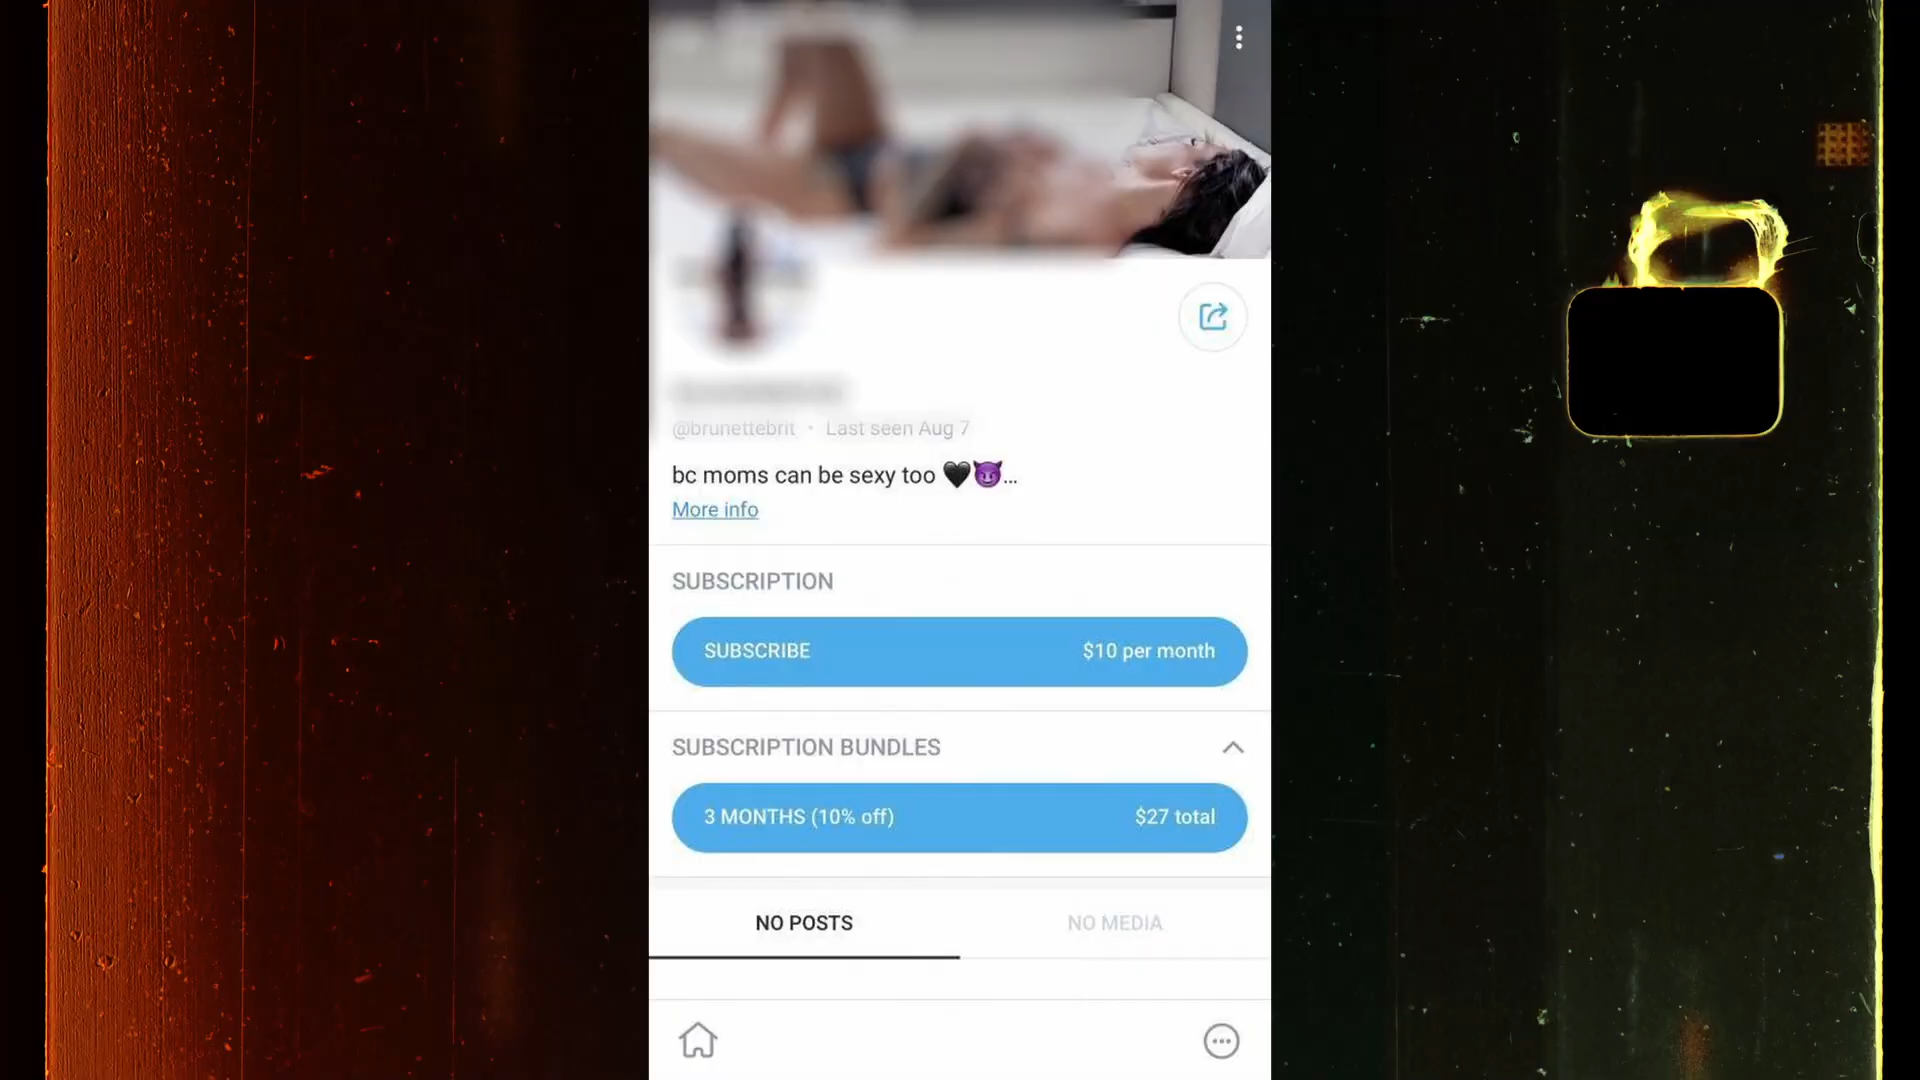 @brunettebrit • Last seen Aug 7
bc moms can be sexy too 🖤😈...
More info
SUBSCRIPTION
SUBSCRIBE $10 per month
SUBSCRIPTION BUNDLES
3 MONTHS (10% off) $27 total
NO POSTS NO MEDIA